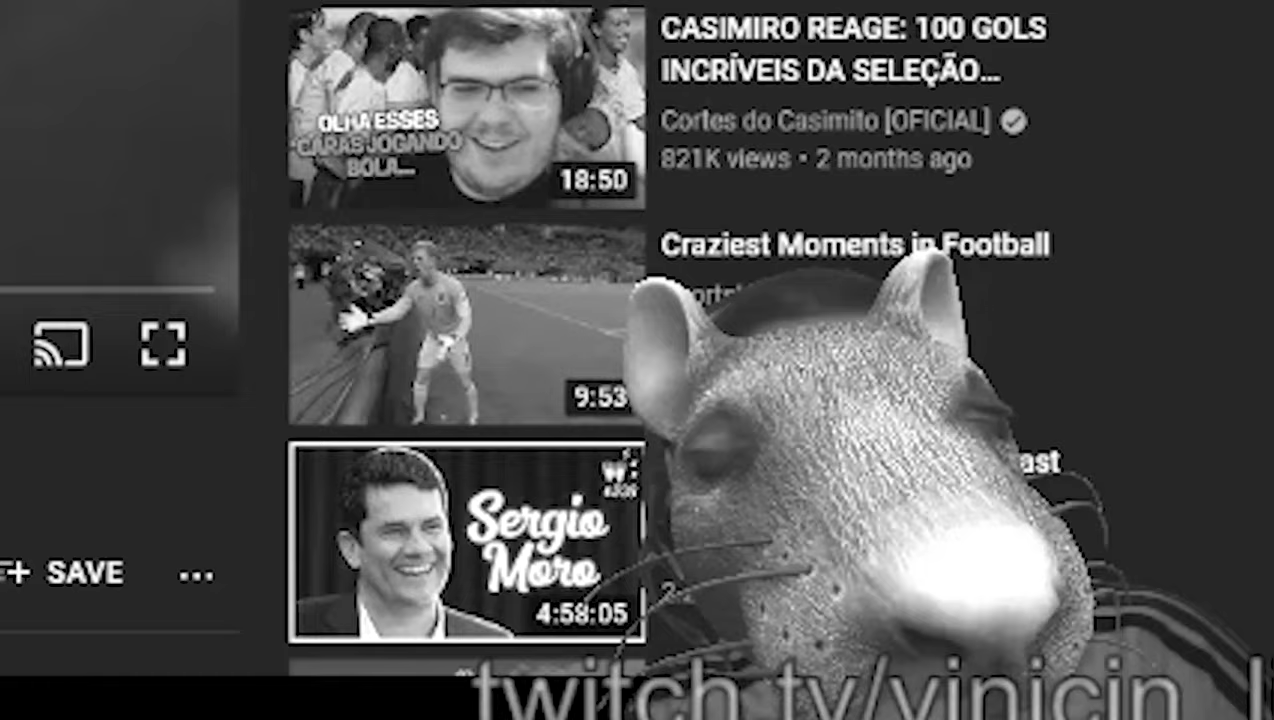 CASIMIRO REAGE: 100 GOLS
INCRÍVEIS DA SELEÇÃO...
Cortes do Casimito [OFICIAL]
821K views • 2 months ago
OLHA ESSES
CARAS JOGANDO
BOLA...
18:50
Craziest Moments in Football
9:53
Sergio
Moro
4:58:05
SAVE
twitch.tv/vinicin_li